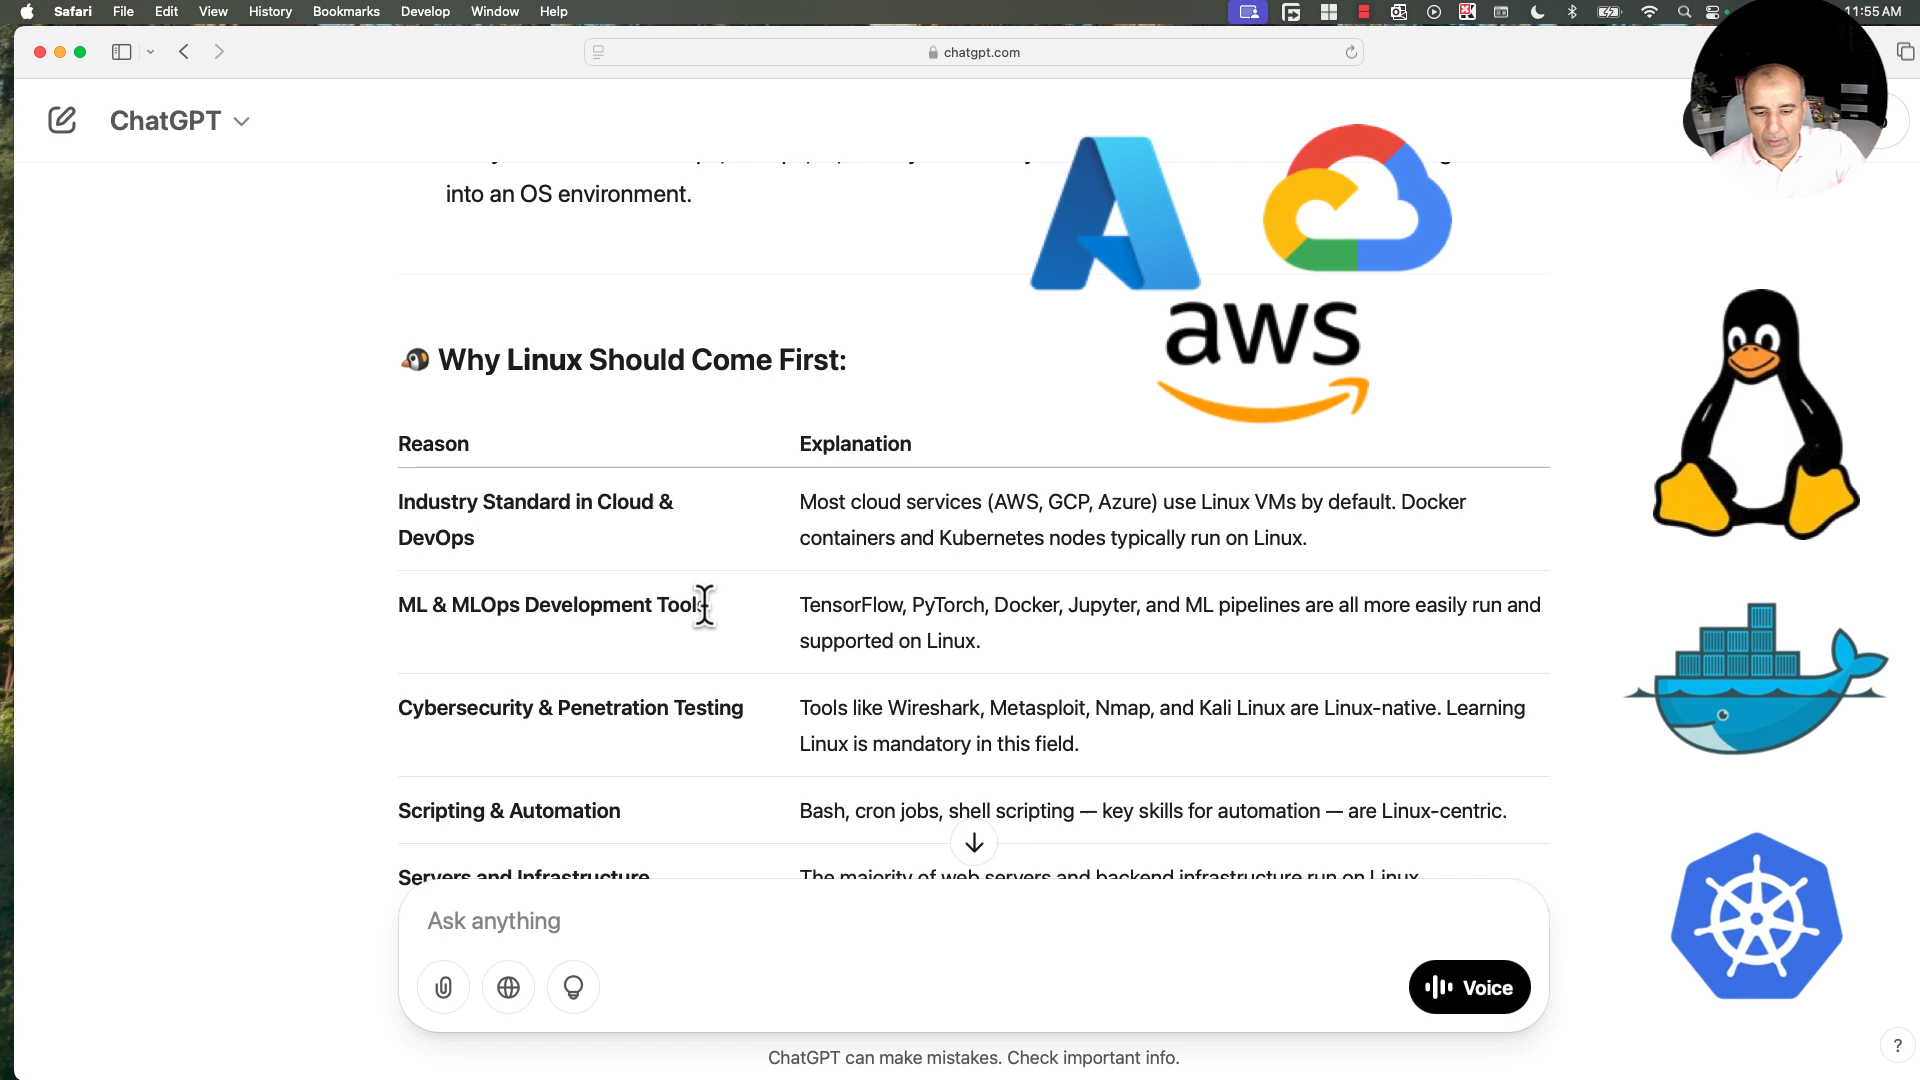 Safari File Edit View History Bookmarks Develop Window Help
11:55 AM
chatgpt.com
ChatGPT
into an OS environment.
aws
🐧 Why Linux Should Come First:
Reason Explanation
Industry Standard in Cloud & DevOps
Most cloud services (AWS, GCP, Azure) use Linux VMs by default. Docker
containers and Kubernetes nodes typically run on Linux.
ML & MLOps Development Tools
TensorFlow, PyTorch, Docker, Jupyter, and ML pipelines are all more easily run and
supported on Linux.
Cybersecurity & Penetration Testing
Tools like Wireshark, Metasploit, Nmap, and Kali Linux are Linux-native. Learning
Linux is mandatory in this field.
Scripting & Automation
Bash, cron jobs, shell scripting — key skills for automation — are Linux-centric.
Servers and Infrastructure
The majority of web servers and backend infrastructure run on Linux.
Ask anything
Voice
ChatGPT can make mistakes. Check important info.
?